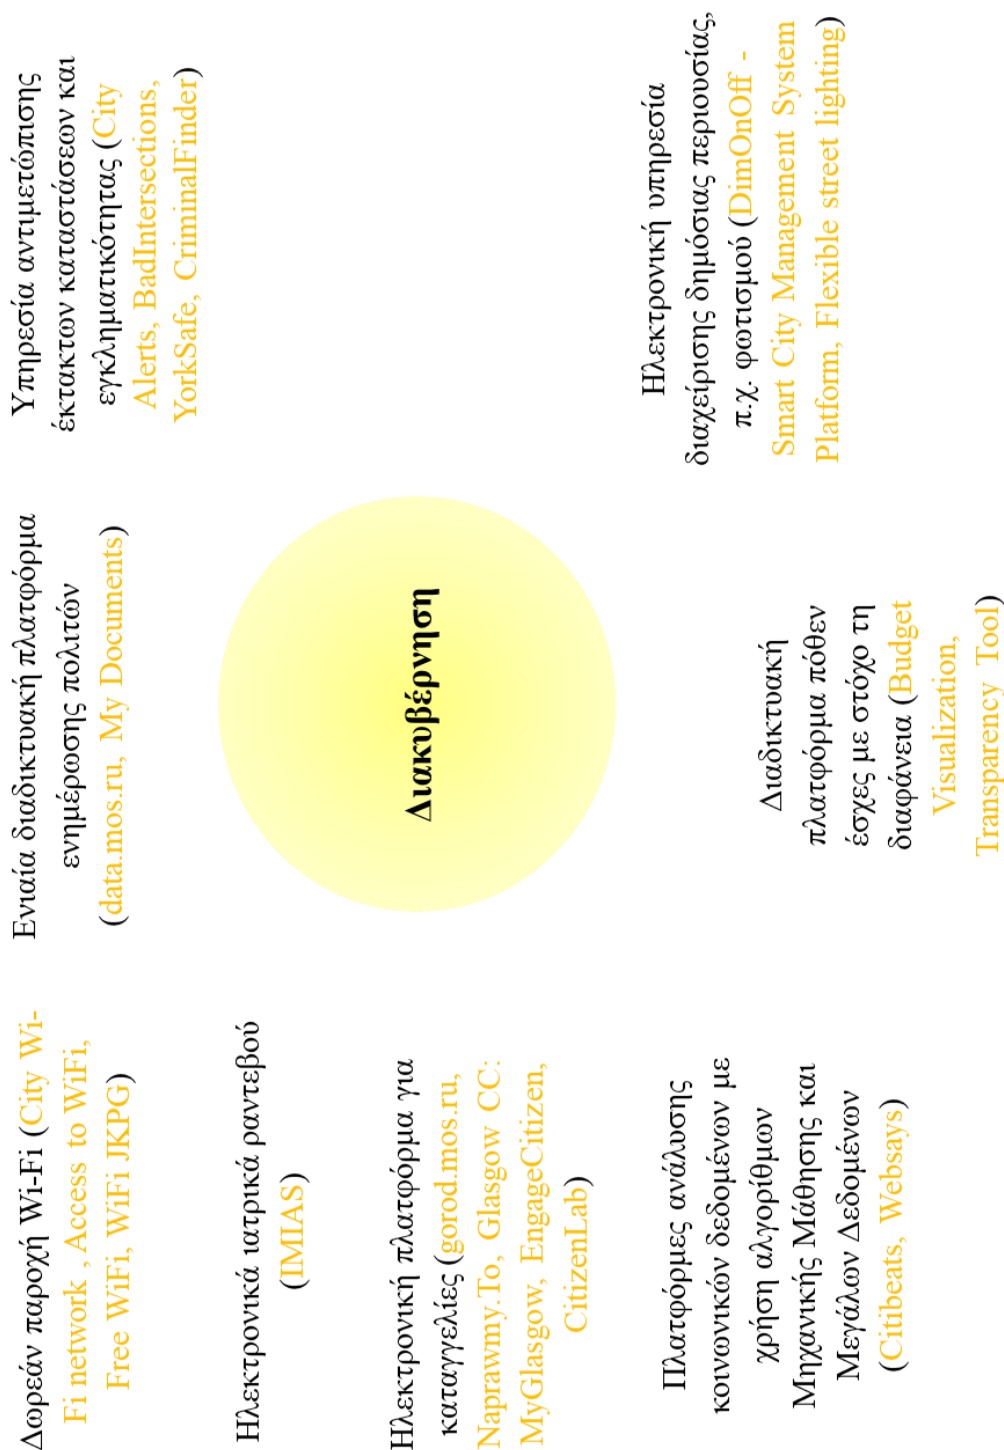 Δωρεάν παροχή Wi-Fi (City Wi-
Fi network , Access to WiFi,
Free WiFi, WiFi JKPG)
Ενιαία διαδικτυακή πλατφόρμα
ενημέρωσης πολιτών
(data.mos.ru, My Documents)
Υπηρεσία αντιμετώπισης
έκτακτων καταστάσεων και
εγκληματικότητας (City
Alerts, BadIntersections,
YorkSafe, CriminalFinder)
Ηλεκτρονικά ιατρικά ραντεβού
(IMIAS)
Ηλεκτρονική πλατφόρμα για
καταγγελίες (gorod.mos.ru,
Naprawmy.To, Glasgow CC:
MyGlasgow, EngageCitizen,
CitizenLab)
Διακυβέρνηση
Πλατφόρμες ανάλυσης
κοινωνικών δεδομένων με
χρήση αλγορίθμων
Μηχανικής Μάθησης και
Μεγάλων Δεδομένων
(Citibeats, Websays)
Διαδικτυακή
πλατφόρμα πόθεν
έσχες με στόχο τη
διαφάνεια (Budget
Visualization,
Transparency Tool)
Ηλεκτρονική υπηρεσία
διαχείρισης δημόσιας περιουσίας,
π.χ. φωτισμού (DimOnOff -
Smart City Management System
Platform, Flexible street lighting)